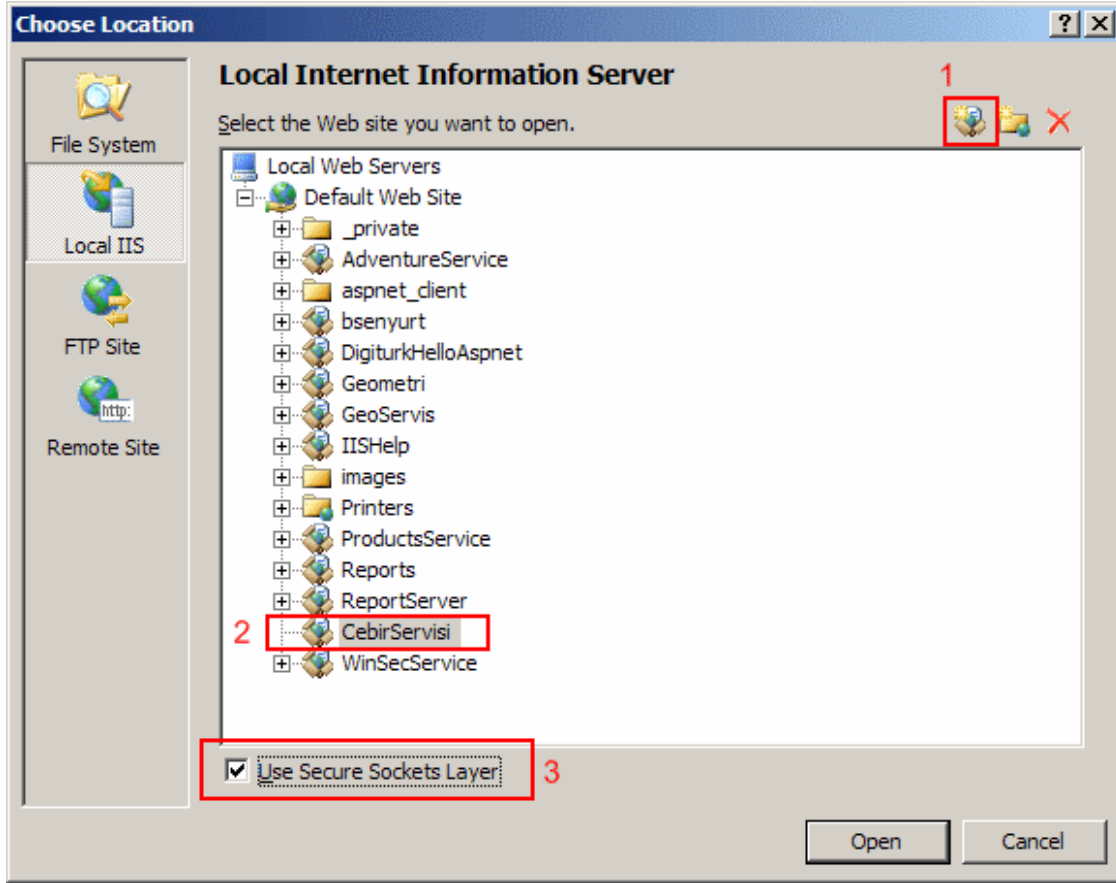 Choose Location
File System
Local IIS
FTP Site
http:
Remote Site
Local Internet Information Server
1
Select the Web site you want to open.
Local Web Servers
Default Web Site
_private
AdventureService
aspnet_client
bsenyurt
DigiturkHelloAspnet
Geometri
GeoServis
IISHelp
images
Printers
ProductsService
Reports
ReportServer
2 CebirServisi
WinSecService
Use Secure Sockets Layer 3
Open Cancel